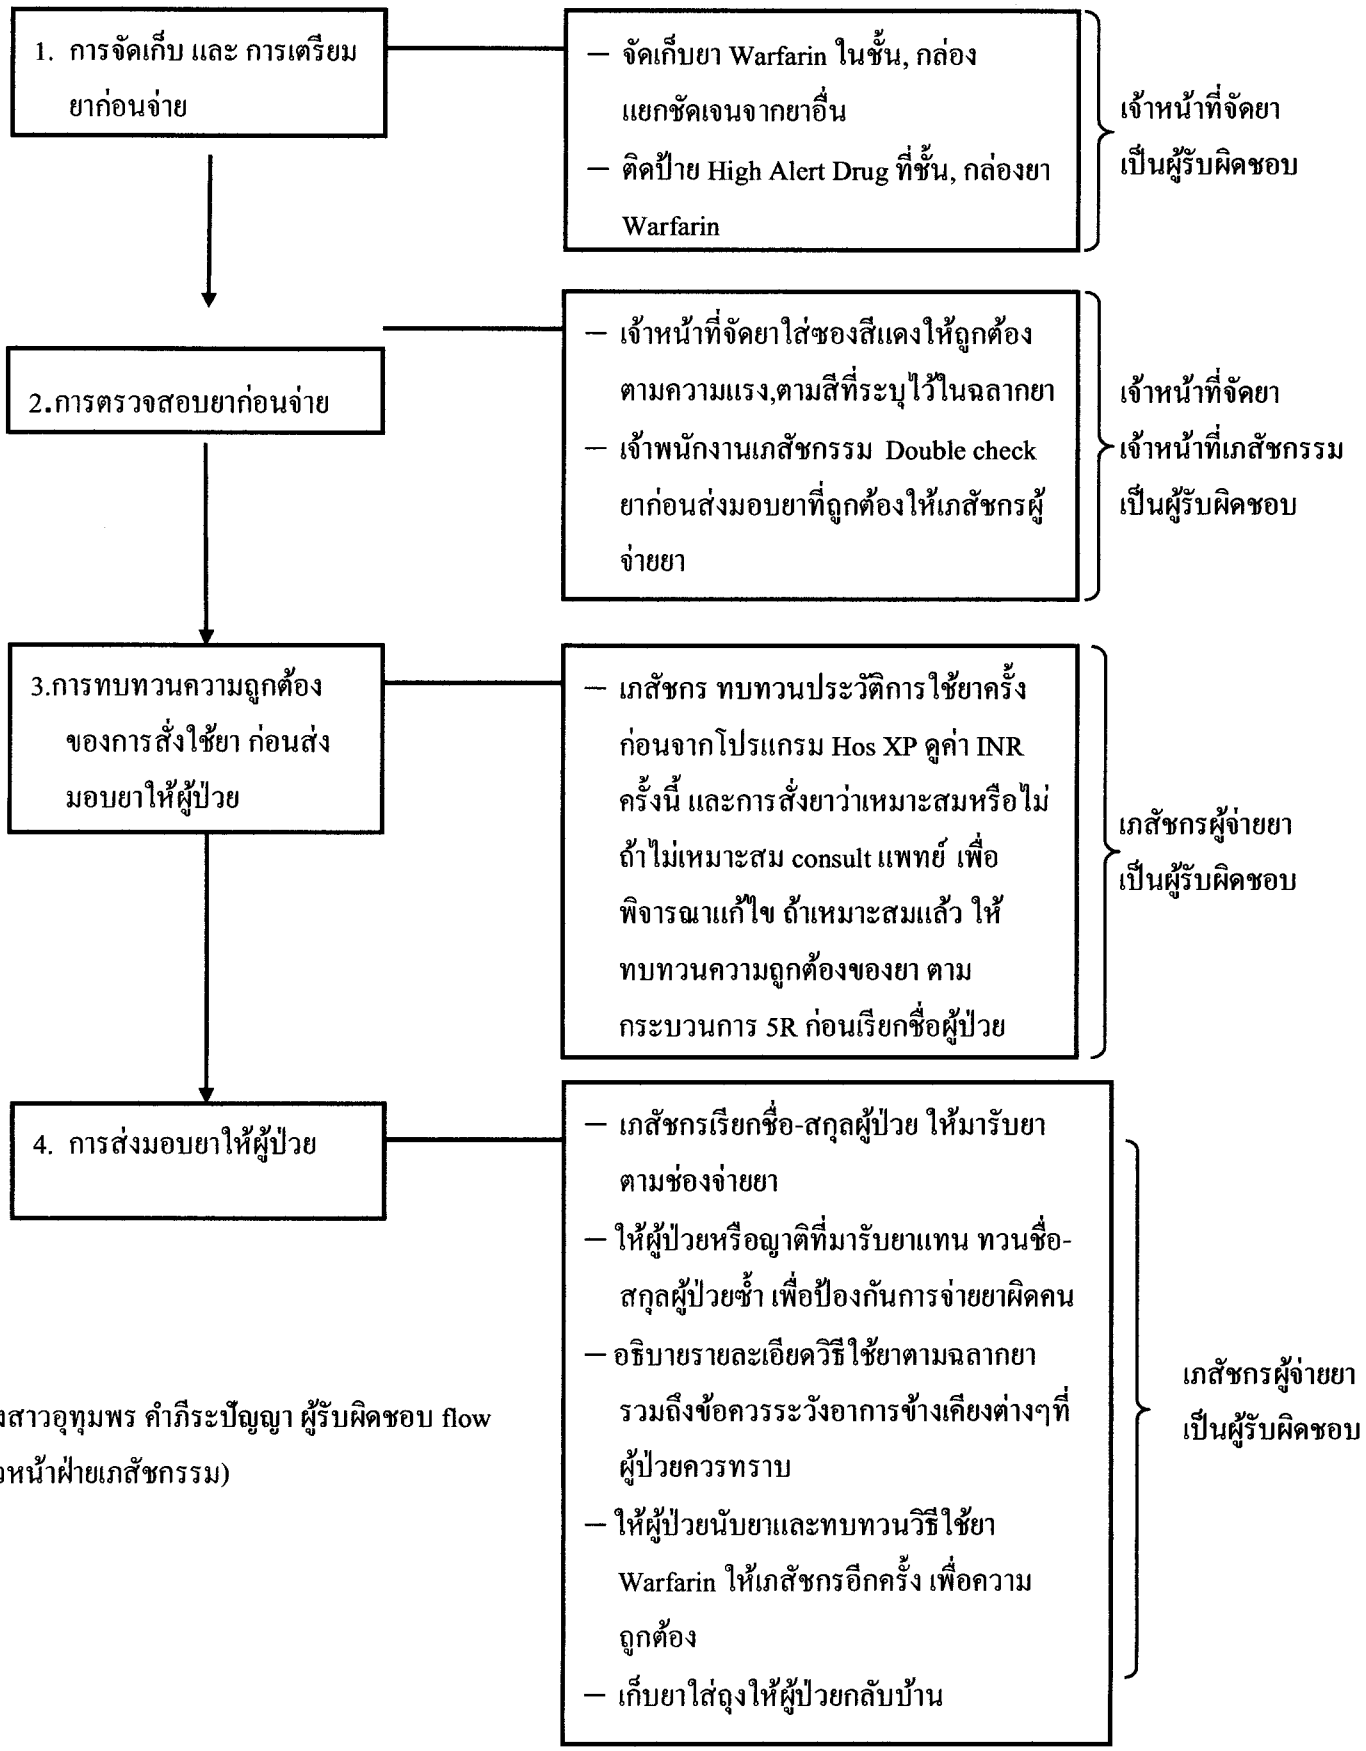 1. การจัดเก็บ และ การเตรียม
ยาก่อนจ่าย
– จัดเก็บยา Warfarin ในชั้น, กล่อง
แยกชัดเจนจากยาอื่น
– ติดป้าย High Alert Drug ที่ชั้น, กล่องยา
Warfarin
เจ้าหน้าที่จัดยา
เป็นผู้รับผิดชอบ
2.การตรวจสอบยาก่อนจ่าย
– เจ้าหน้าที่จัดยาใส่ซองสีแดงให้ถูกต้อง
ตามความแรง,ตามสีที่ระบุไว้ในฉลากยา
– เจ้าพนักงานเภสัชกรรม Double check
ยาก่อนส่งมอบยาที่ถูกต้องให้เภสัชกรผู้
จ่ายยา
เจ้าหน้าที่จัดยา
เจ้าหน้าที่เภสัชกรรม
เป็นผู้รับผิดชอบ
3.การทบทวนความถูกต้อง
ของการสั่งใช้ยา ก่อนส่ง
มอบยาให้ผู้ป่วย
– เภสัชกร ทบทวนประวัติการใช้ยาครั้ง
ก่อนจากโปรแกรม Hos XP ดูค่า INR
ครั้งนี้ และการสั่งยาว่าเหมาะสมหรือไม่
ถ้าไม่เหมาะสม consult แพทย์ เพื่อ
พิจารณาแก้ไข ถ้าเหมาะสมแล้ว ให้
ทบทวนความถูกต้องของยา ตาม
กระบวนการ 5R ก่อนเรียกชื่อผู้ป่วย
เภสัชกรผู้จ่ายยา
เป็นผู้รับผิดชอบ
4. การส่งมอบยาให้ผู้ป่วย
– เภสัชกรเรียกชื่อ-สกุลผู้ป่วย ให้มารับยา
ตามช่องจ่ายยา
– ให้ผู้ป่วยหรือญาติที่มารับยาแทน ทวนชื่อ-
สกุลผู้ป่วยซ้ำ เพื่อป้องกันการจ่ายยาผิดคน
– อธิบายรายละเอียดวิธีใช้ยาตามฉลากยา
รวมถึงข้อควรระวังอาการข้างเคียงต่างๆที่
ผู้ป่วยควรทราบ
– ให้ผู้ป่วยนับยาและทบทวนวิธีใช้ยา
Warfarin ให้เภสัชกรอีกครั้ง เพื่อความ
ถูกต้อง
– เก็บยาใส่ถุงให้ผู้ป่วยกลับบ้าน
เภสัชกรผู้จ่ายยา
เป็นผู้รับผิดชอบ
งสาวอุทุมพร คำภีระปัญญา ผู้รับผิดชอบ flow
วหน้าฝ่ายเภสัชกรรม)